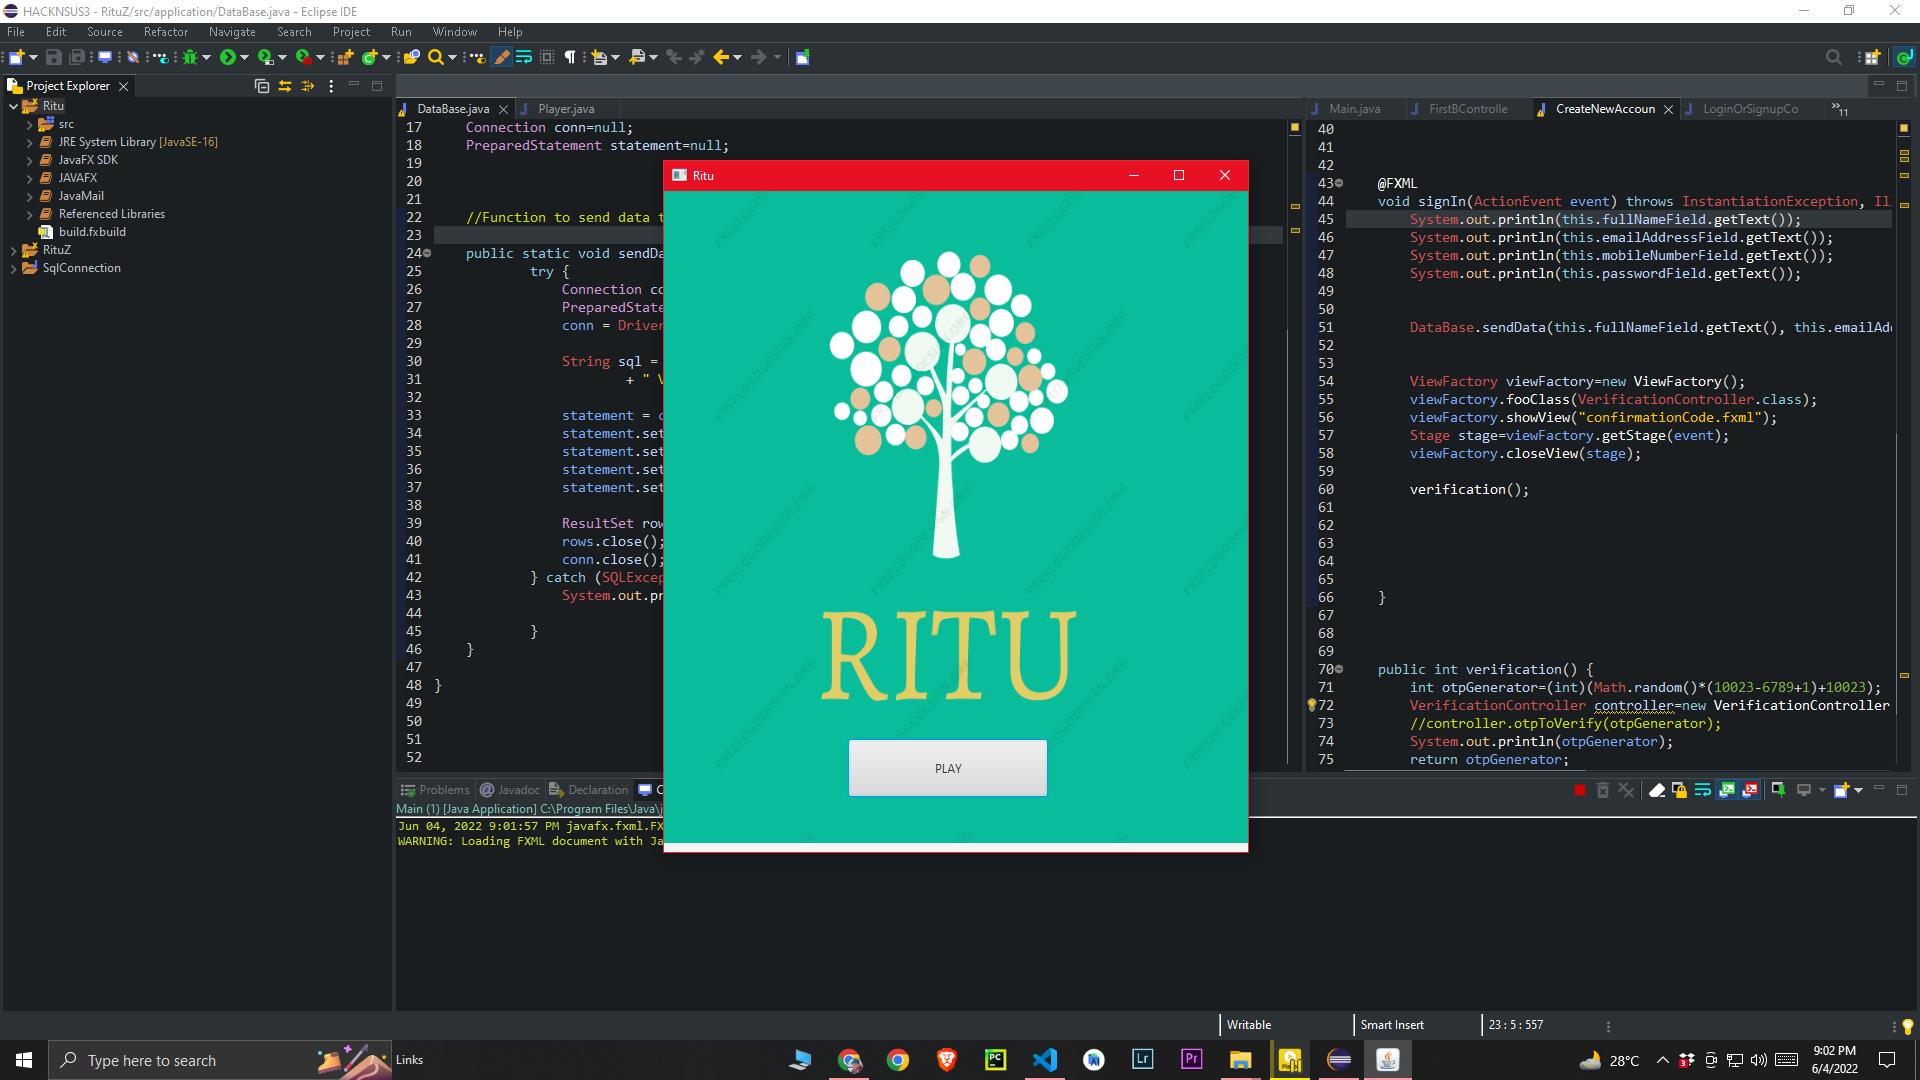 HACKNSUS3 - RituZ/src/application/DataBase.java - Eclipse IDE
File Edit Source Refactor Navigate Search Project Run Window Help
Project Explorer
Ritu
src
JRE System Library [JavaSE-16]
JavaFX SDK
JAVAFX
JavaMail
Referenced Libraries
build.fxbuild
RituZ
SqlConnection
DataBase.java Player.java
17 Connection conn=null;
18 PreparedStatement statement=null;
19
20
21
22 //Function to send data t
23
24 public static void sendDa
25 try {
26 Connection co
27 PreparedState
28 conn = Driver
29
30 String sql =
31 + " V
32
33 statement = c
34 statement.set
35 statement.set
36 statement.set
37 statement.set
38
39 ResultSet row
40 rows.close();
41 conn.close();
42 } catch (SQLExcep
43 System.out.pr
44
45 }
46 }
47
48 }
49
50
51
52
Ritu
FREELOGODESIGN.ORG
RITU
PLAY
Main.java FirstBControlle CreateNewAccoun LoginOrSignupCo 11
40
41
42
43 @FXML
44 void signIn(ActionEvent event) throws InstantiationException, Il
45 System.out.println(this.fullNameField.getText());
46 System.out.println(this.emailAddressField.getText());
47 System.out.println(this.mobileNumberField.getText());
48 System.out.println(this.passwordField.getText());
49
50
51 DataBase.sendData(this.fullNameField.getText(), this.emailAd
52
53
54 ViewFactory viewFactory=new ViewFactory();
55 viewFactory.fooClass(VerificationController.class);
56 viewFactory.showView("confirmationCode.fxml");
57 Stage stage=viewFactory.getStage(event);
58 viewFactory.closeView(stage);
59
60 verification();
61
62
63
64
65
66 }
67
68
69
70 public int verification() {
71 int otpGenerator=(int)(Math.random()*(10023-6789+1)+10023);
72 VerificationController controller=new VerificationController
73 //controller.otpToVerify(otpGenerator);
74 System.out.println(otpGenerator);
75 return otpGenerator;
Problems Javadoc Declaration C
Main (1) [Java Application] C:\Program Files\Java\j
Jun 04, 2022 9:01:57 PM javafx.fxml.FX
WARNING: Loading FXML document with Ja
Writable Smart Insert 23 : 5 : 557
Type here to search
Links
PC
Lr
Pr
28°C
9:02 PM
6/4/2022